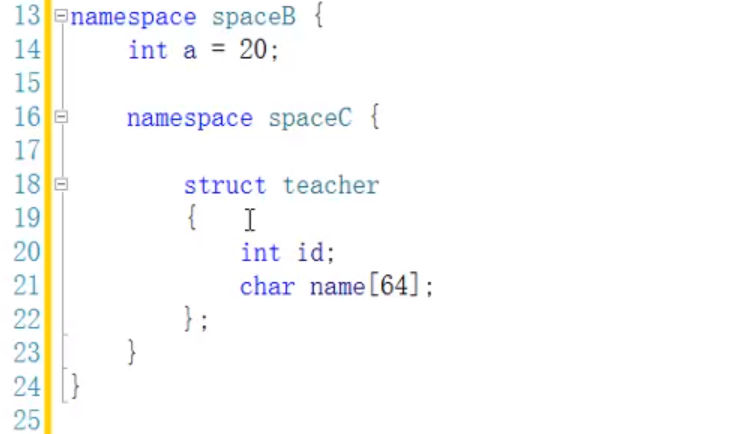 13 namespace spaceB {
14     int a = 20;
15
16     namespace spaceC {
17
18         struct teacher
19         {
20             int id;
21             char name[64];
22         };
23     }
24 }
25